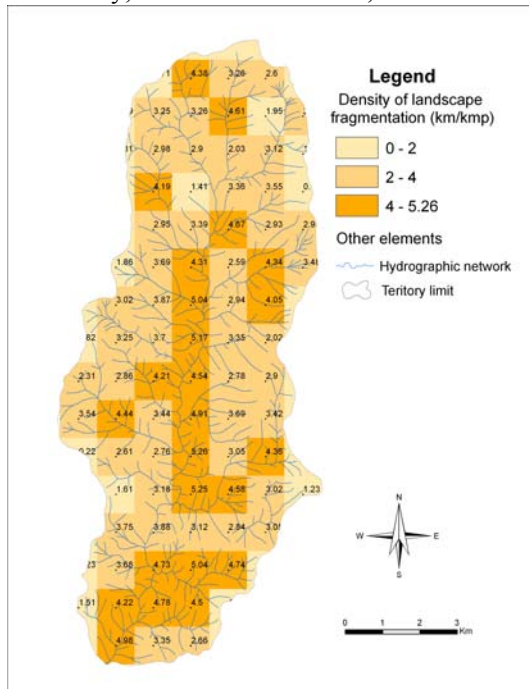 4.38 3.26 2.6
3.25 3.26 4.61 1.95
2.98 2.9 2.03 3.12
4.19 1.41 3.36 3.55
2.95 3.39 4.67 2.93
1.86 3.69 4.31 2.59 4.34 3.48
3.02 3.87 5.04 2.94 4.05
3.25 3.7 5.17 3.35 2.02
2.31 2.86 4.21 4.54 2.78 2.9
3.54 4.44 3.44 4.91 3.69 3.42
0.22 2.61 2.76 5.26 3.05 4.36
1.61 3.18 5.25 4.58 3.02 1.23
3.75 3.88 3.12 2.84
3.68 4.73 5.04 4.74
1.51 4.22 4.78 4.5
4.98 3.35 2.66
Legend
Density of landscape
fragmentation (km/kmp)
0 - 2
2 - 4
4 - 5.26
Other elements
Hydrographic network
Teritory limit
N
W E
S
0 1 2 3
Km